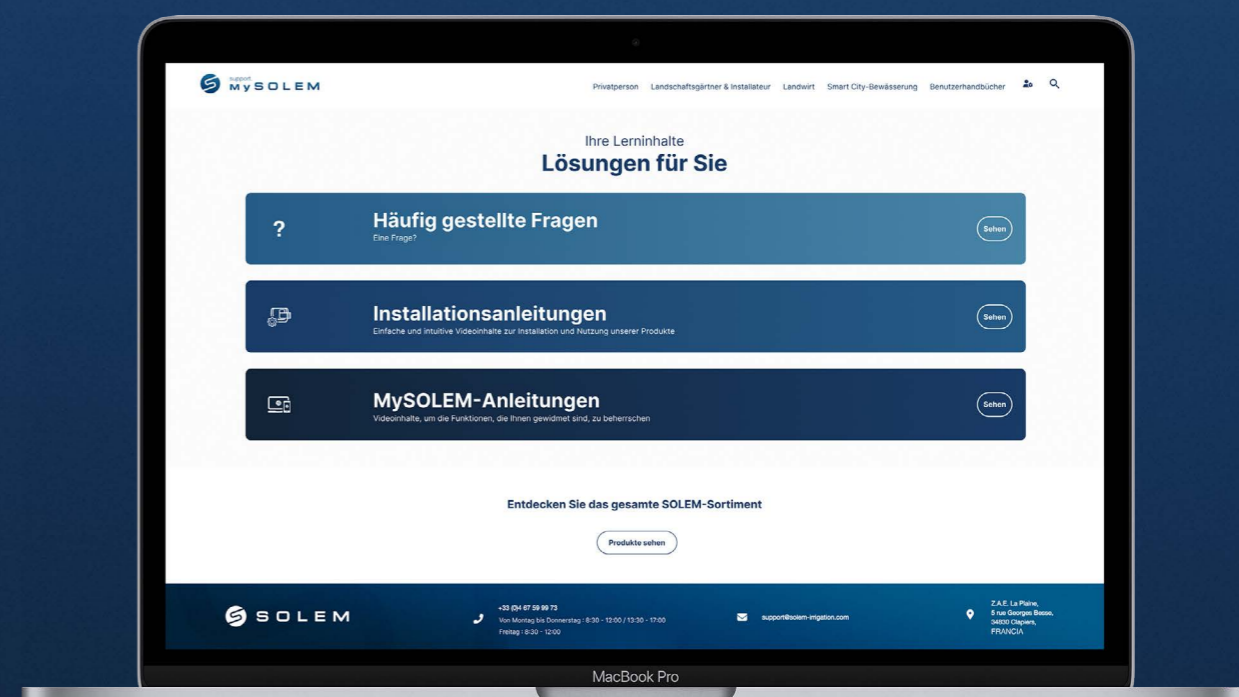 support
MySOLEM
Privatperson Landschaftsgärtner & Installateur Landwirt Smart City-Bewässerung Benutzerhandbücher
Ihre Lerninhalte
Lösungen für Sie
?
Häufig gestellte Fragen
Eine Frage?
Sehen
Installationsanleitungen
Einfache und intuitive Videoinhalte zur Installation und Nutzung unserer Produkte
Sehen
MySOLEM-Anleitungen
Videoinhalte, um die Funktionen, die Ihnen gewidmet sind, zu beherrschen
Sehen
Entdecken Sie das gesamte SOLEM-Sortiment
Produkte sehen
SOLEM
+33 (0)4 67 59 99 73
Von Montag bis Donnerstag : 8:30 - 12:00 / 13:30 - 17:00
Freitag : 8:30 - 12:00
support@solem-irrigation.com
Z.A.E. La Plaine,
5 rue Georges Besse,
34830 Clapiers,
FRANCIA
MacBook Pro